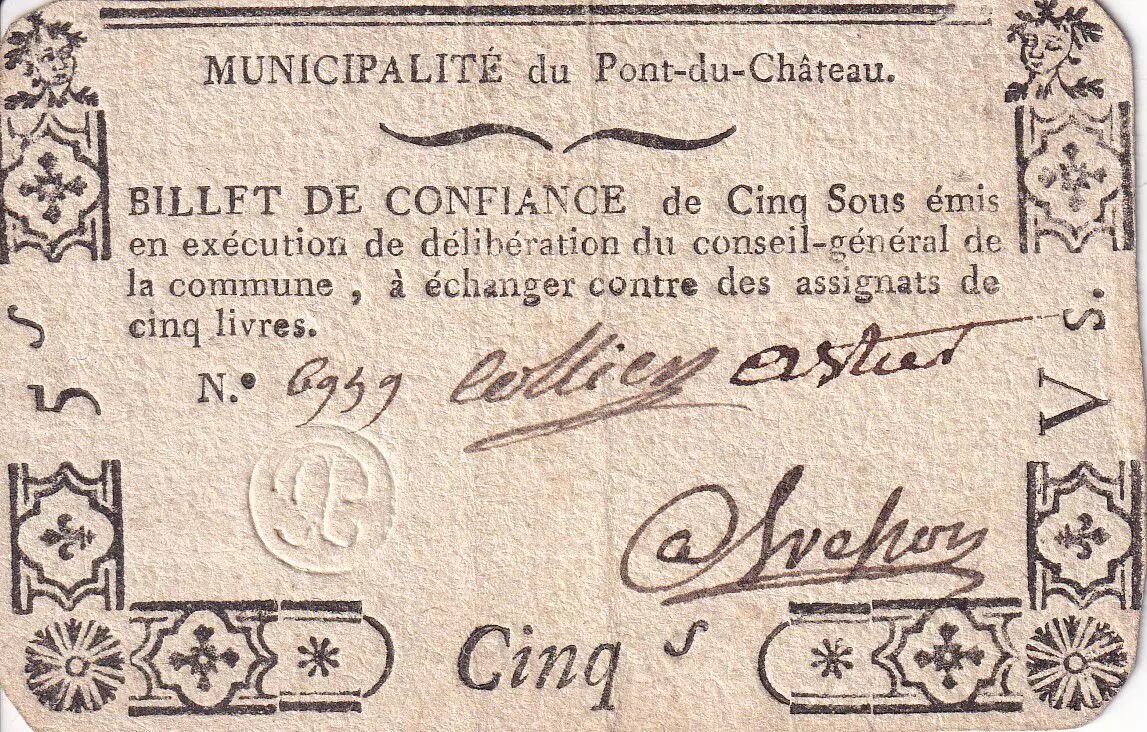 MUNICIPALITÉ du Pont-du-Château.
BILLET DE CONFIANCE de Cinq Sous émis
en exécution de délibération du conseil-général de
la commune , à échanger contre des assignats de
cinq livres.
5 s
V s.
N.º 6959 Collier
Cinq s